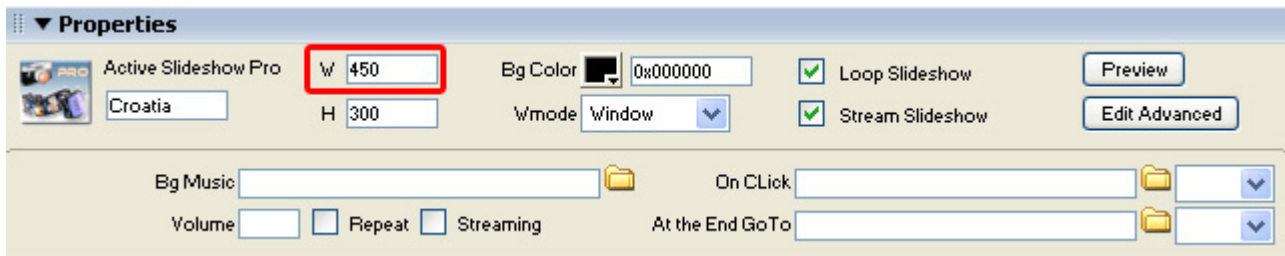 Properties
PRO
Active Slideshow Pro W 450 Bg Color 0x000000 Loop Slideshow Preview
Croatia H 300 Wmode Window Stream Slideshow Edit Advanced
Bg Music On CLick
Volume Repeat Streaming At the End GoTo